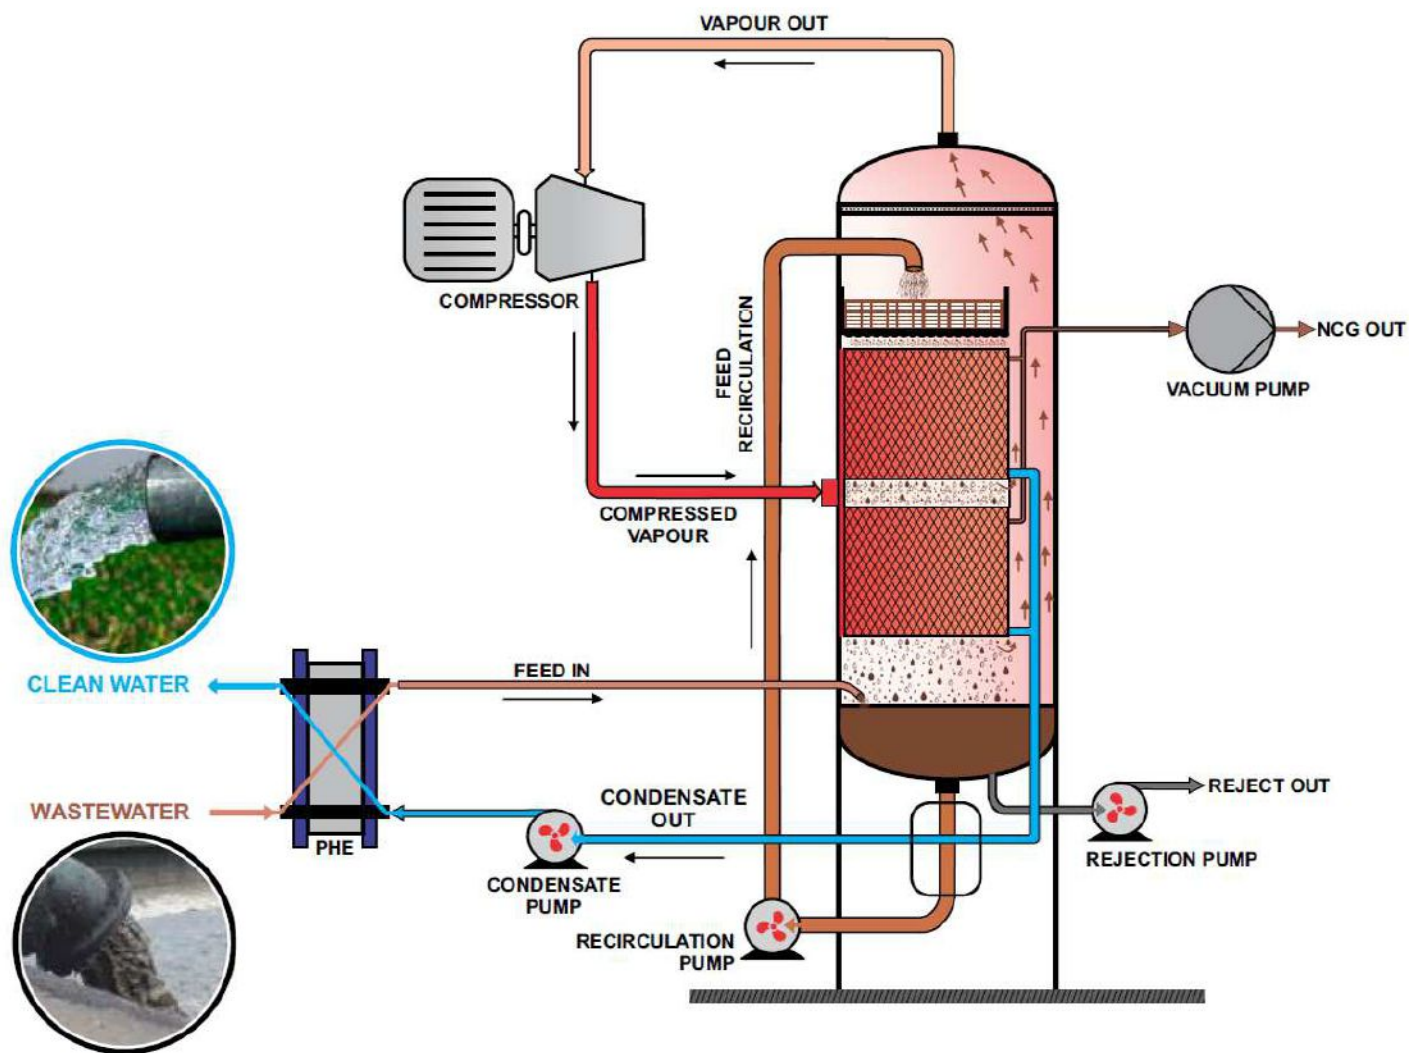 VAPOUR OUT
COMPRESSOR
FEED
RECIRCULATION
NCG OUT
VACUUM PUMP
COMPRESSED
VAPOUR
CLEAN WATER
FEED IN
WASTEWATER
PHE
CONDENSATE
OUT
CONDENSATE
PUMP
REJECT OUT
REJECTION PUMP
RECIRCULATION
PUMP